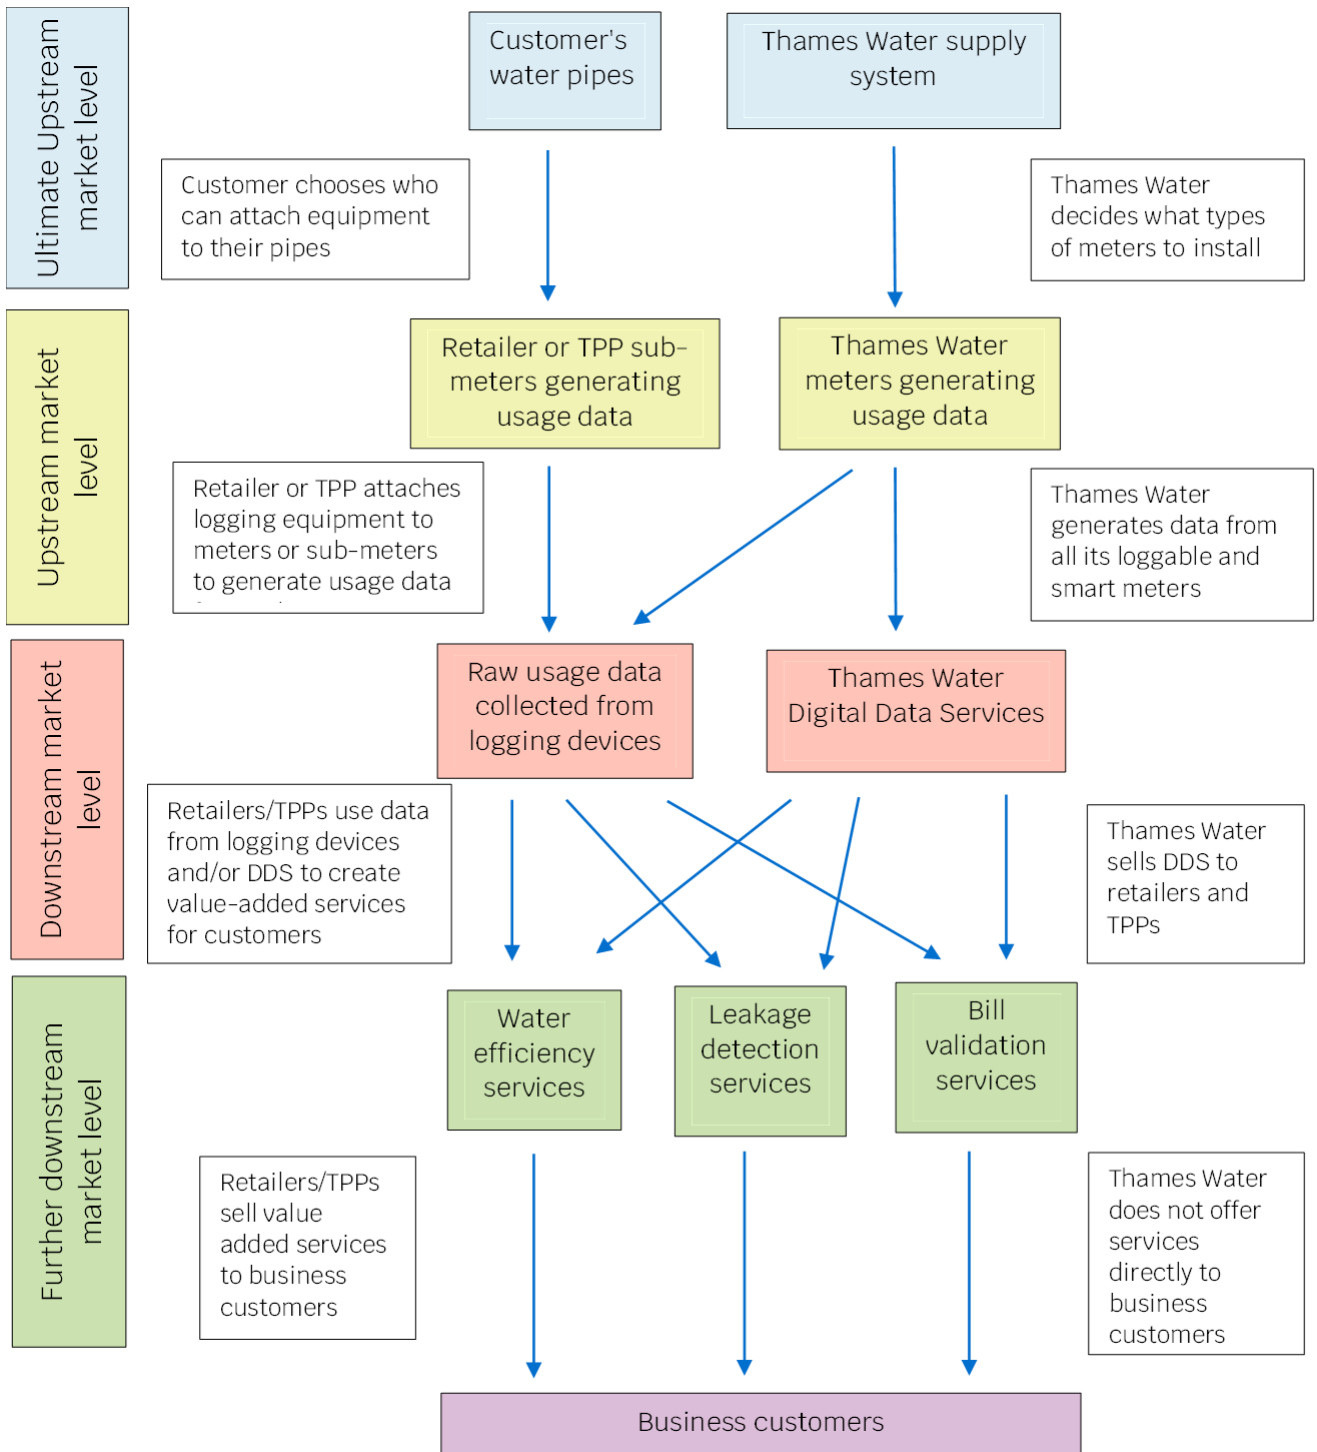 Ultimate Upstream
market level
Customer's
water pipes
Thames Water supply
system
Customer chooses who
can attach equipment
to their pipes
Thames Water
decides what types
of meters to install
Upstream market
level
Retailer or TPP sub-
meters generating
usage data
Thames Water
meters generating
usage data
Retailer or TPP attaches
logging equipment to
meters or sub-meters
to generate usage data
Thames Water
generates data from
all its loggable and
smart meters
Downstream market
level
Raw usage data
collected from
logging devices
Thames Water
Digital Data Services
Retailers/TPPs use data
from logging devices
and/or DDS to create
value-added services
for customers
Thames Water
sells DDS to
retailers and
TPPs
Further downstream
market level
Water
efficiency
services
Leakage
detection
services
Bill
validation
services
Retailers/TPPs
sell value
added services
to business
customers
Thames Water
does not offer
services
directly to
business
customers
Business customers